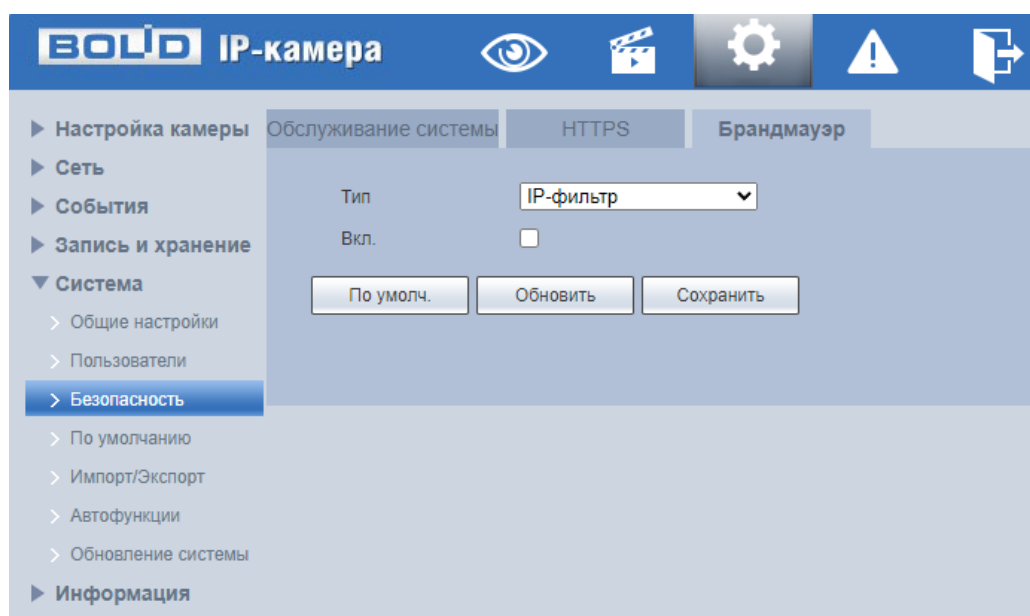 BOLID IP-камера
Настройка камеры
Сеть
События
Запись и хранение
Система
Общие настройки
Пользователи
Безопасность
По умолчанию
Импорт/Экспорт
Автофункции
Обновление системы
Информация
Обслуживание системы HTTPS Брандмауэр
Тип IP-фильтр
Вкл.
По умолч. Обновить Сохранить